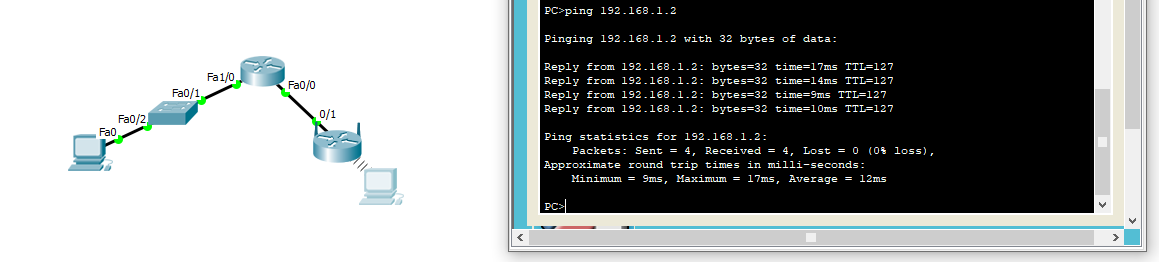 Fa1/0
Fa0/0
Fa0/1
0/1
Fa0/2
Fa0
PC>ping 192.168.1.2
Pinging 192.168.1.2 with 32 bytes of data:
Reply from 192.168.1.2: bytes=32 time=17ms TTL=127
Reply from 192.168.1.2: bytes=32 time=14ms TTL=127
Reply from 192.168.1.2: bytes=32 time=9ms TTL=127
Reply from 192.168.1.2: bytes=32 time=10ms TTL=127
Ping statistics for 192.168.1.2:
Packets: Sent = 4, Received = 4, Lost = 0 (0% loss),
Approximate round trip times in milli-seconds:
Minimum = 9ms, Maximum = 17ms, Average = 12ms
PC>